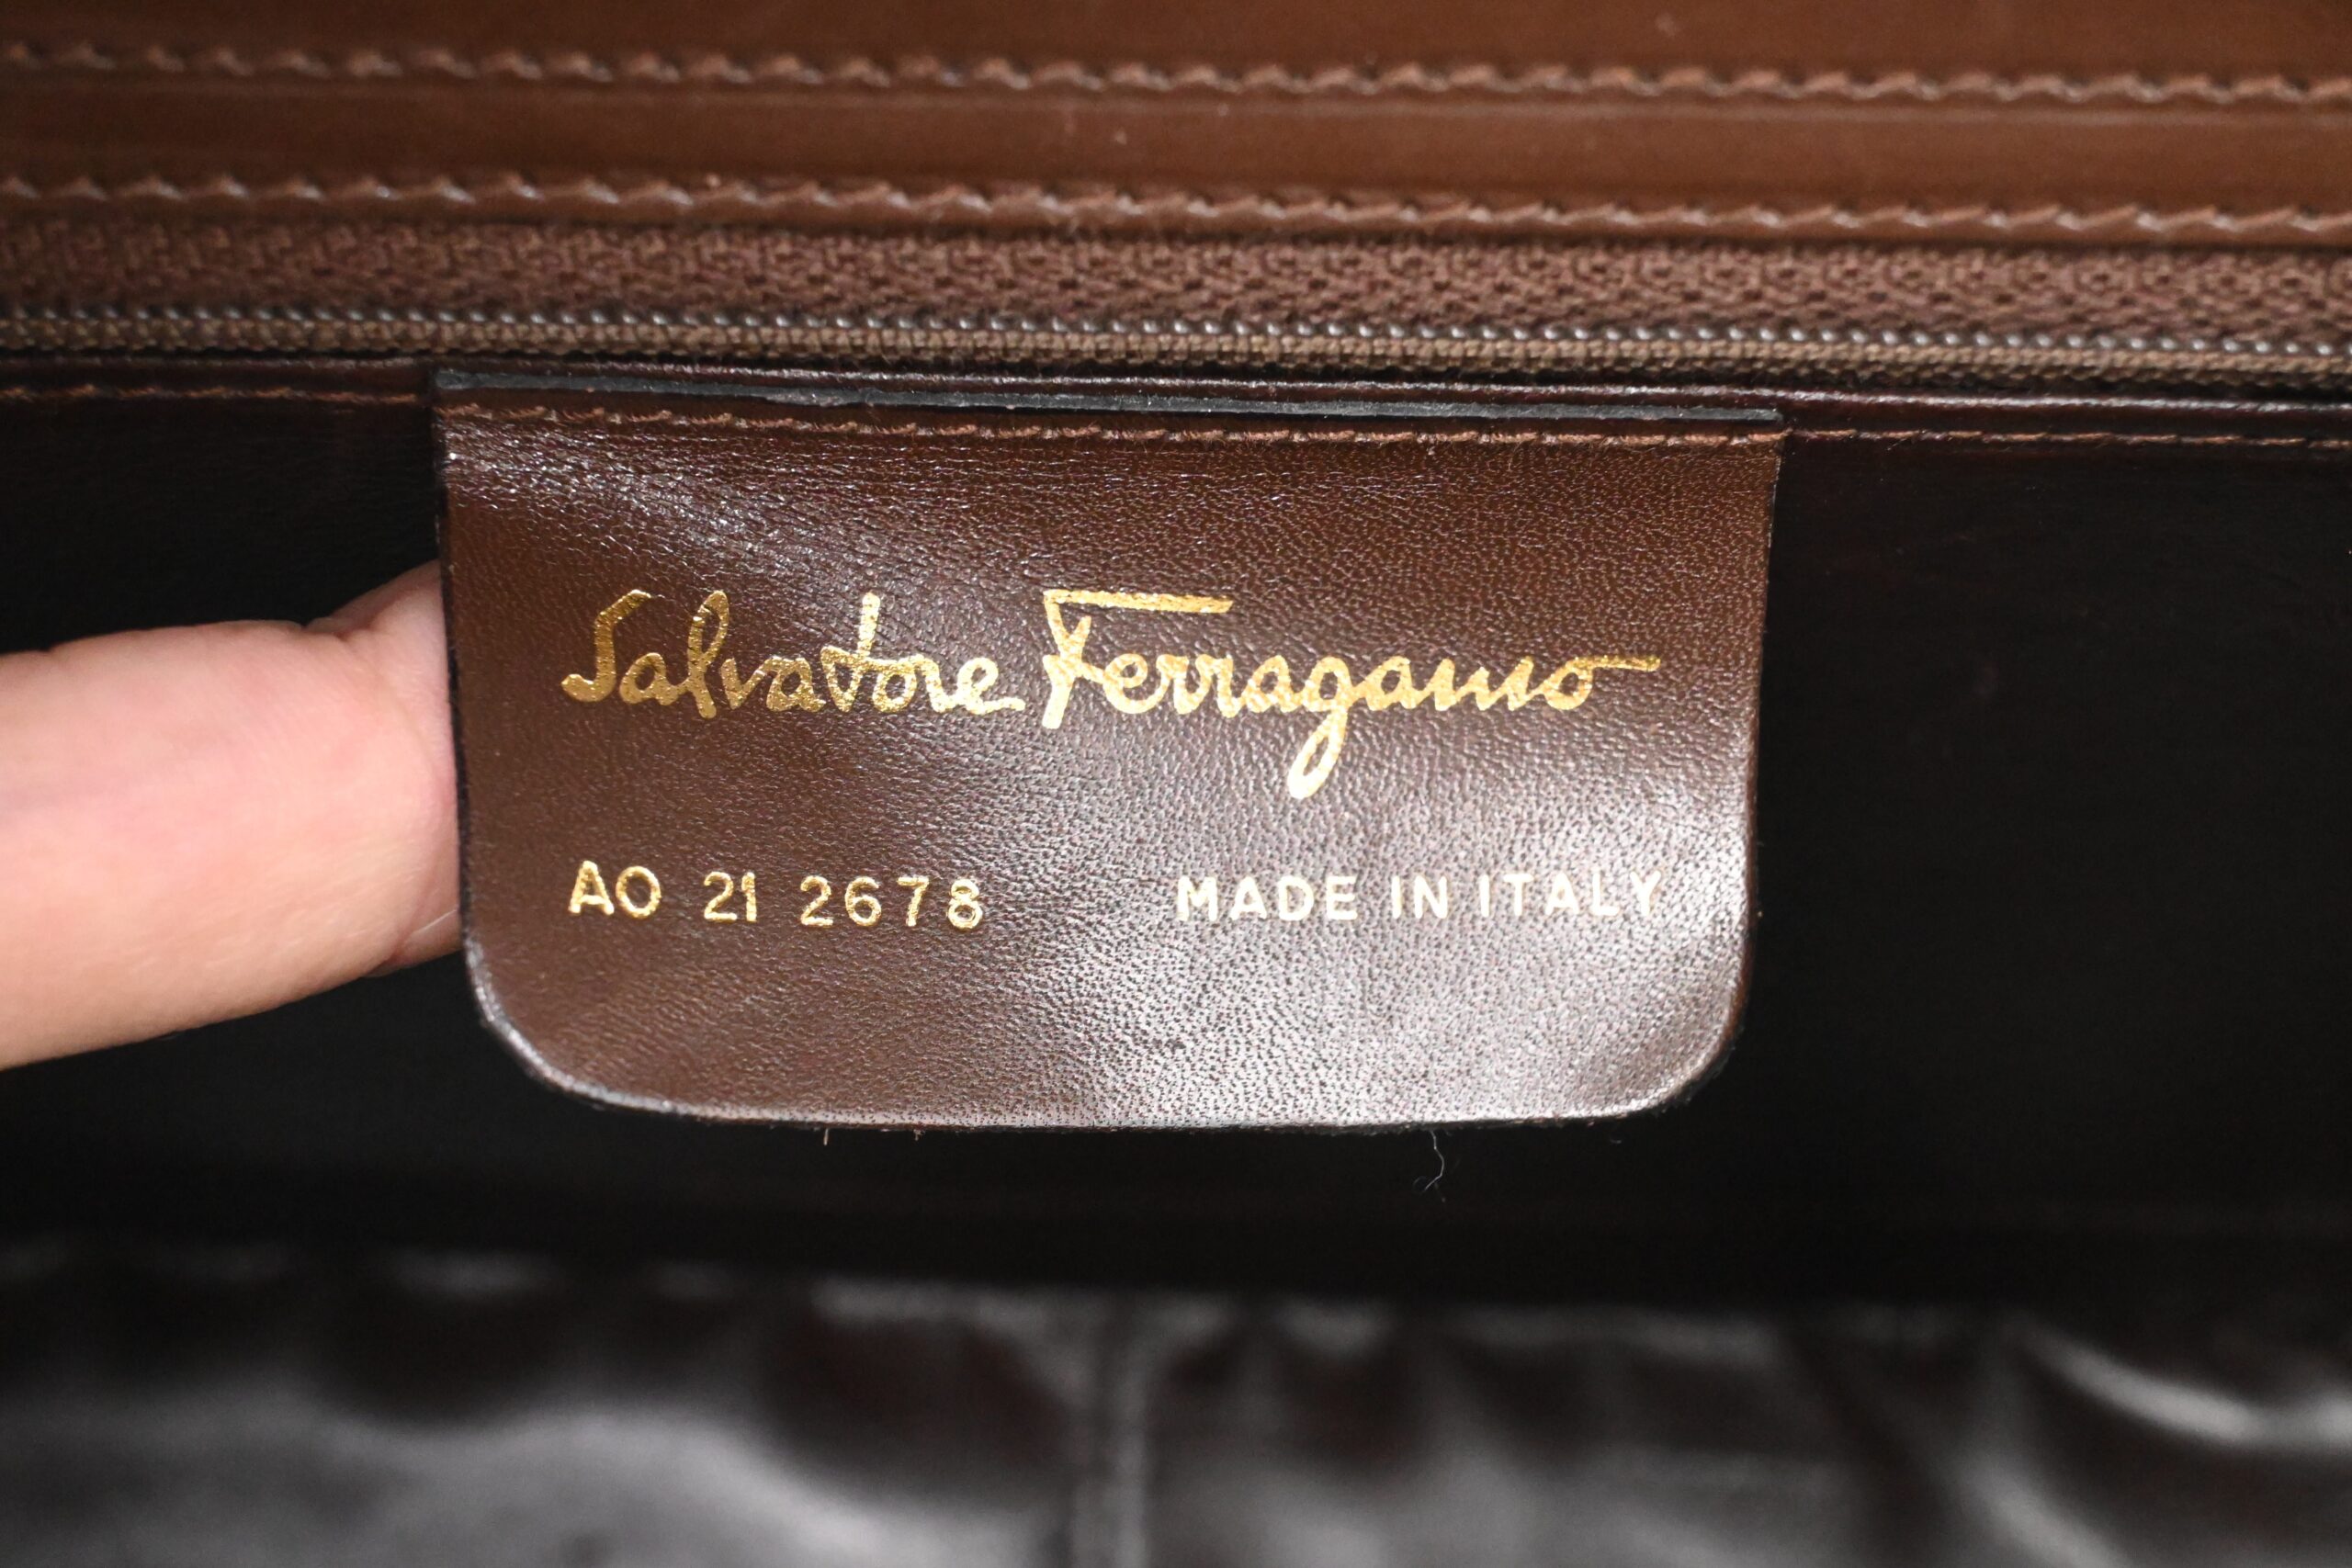 Salvatore Ferragamo
AO 21 2678 MADE IN ITALY